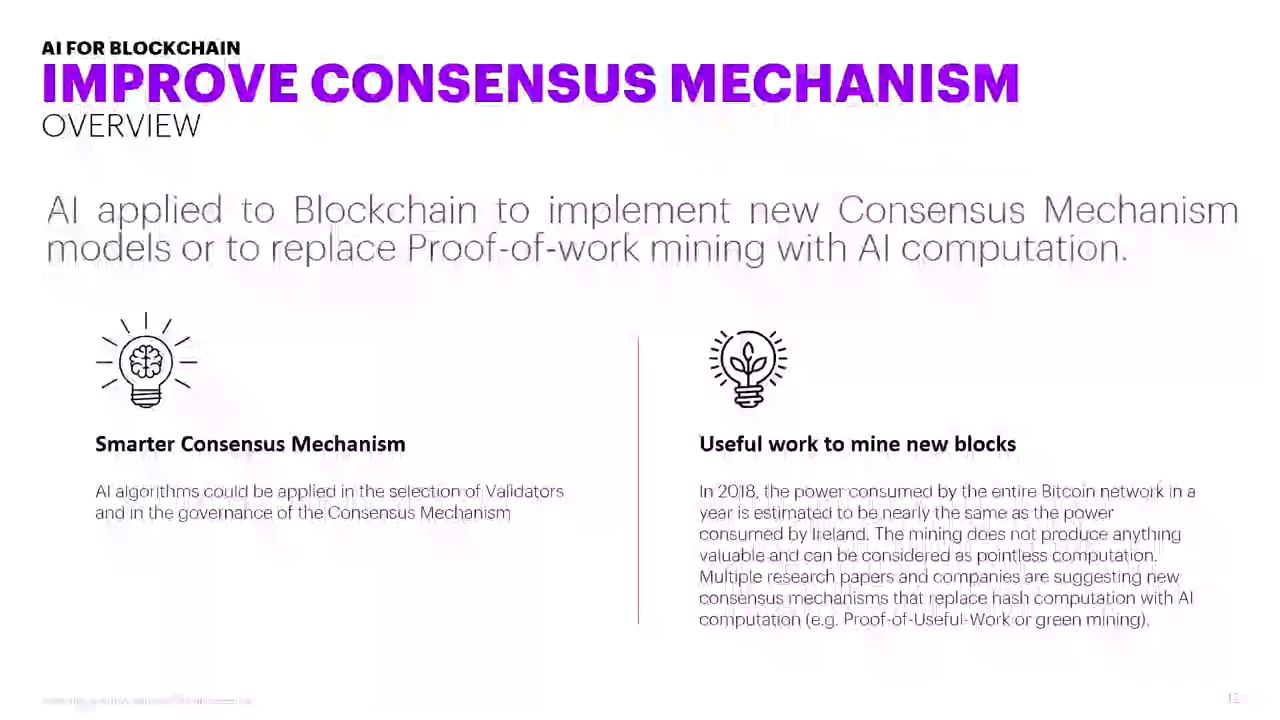 AI FOR BLOCKCHAIN
IMPROVE CONSENSUS MECHANISM
OVERVIEW
AI applied to Blockchain to implement new Consensus Mechanism
models or to replace Proof-of-work mining with AI computation.
Smarter Consensus Mechanism
AI algorithms could be applied in the selection of Validators
and in the governance of the Consensus Mechanism
Useful work to mine new blocks
In 2018, the power consumed by the entire Bitcoin network in a
year is estimated to be nearly the same as the power
consumed by Ireland. The mining does not produce anything
valuable and can be considered as pointless computation.
Multiple research papers and companies are suggesting new
consensus mechanisms that replace hash computation with AI
computation (e.g. Proof-of-Useful-Work or green mining).